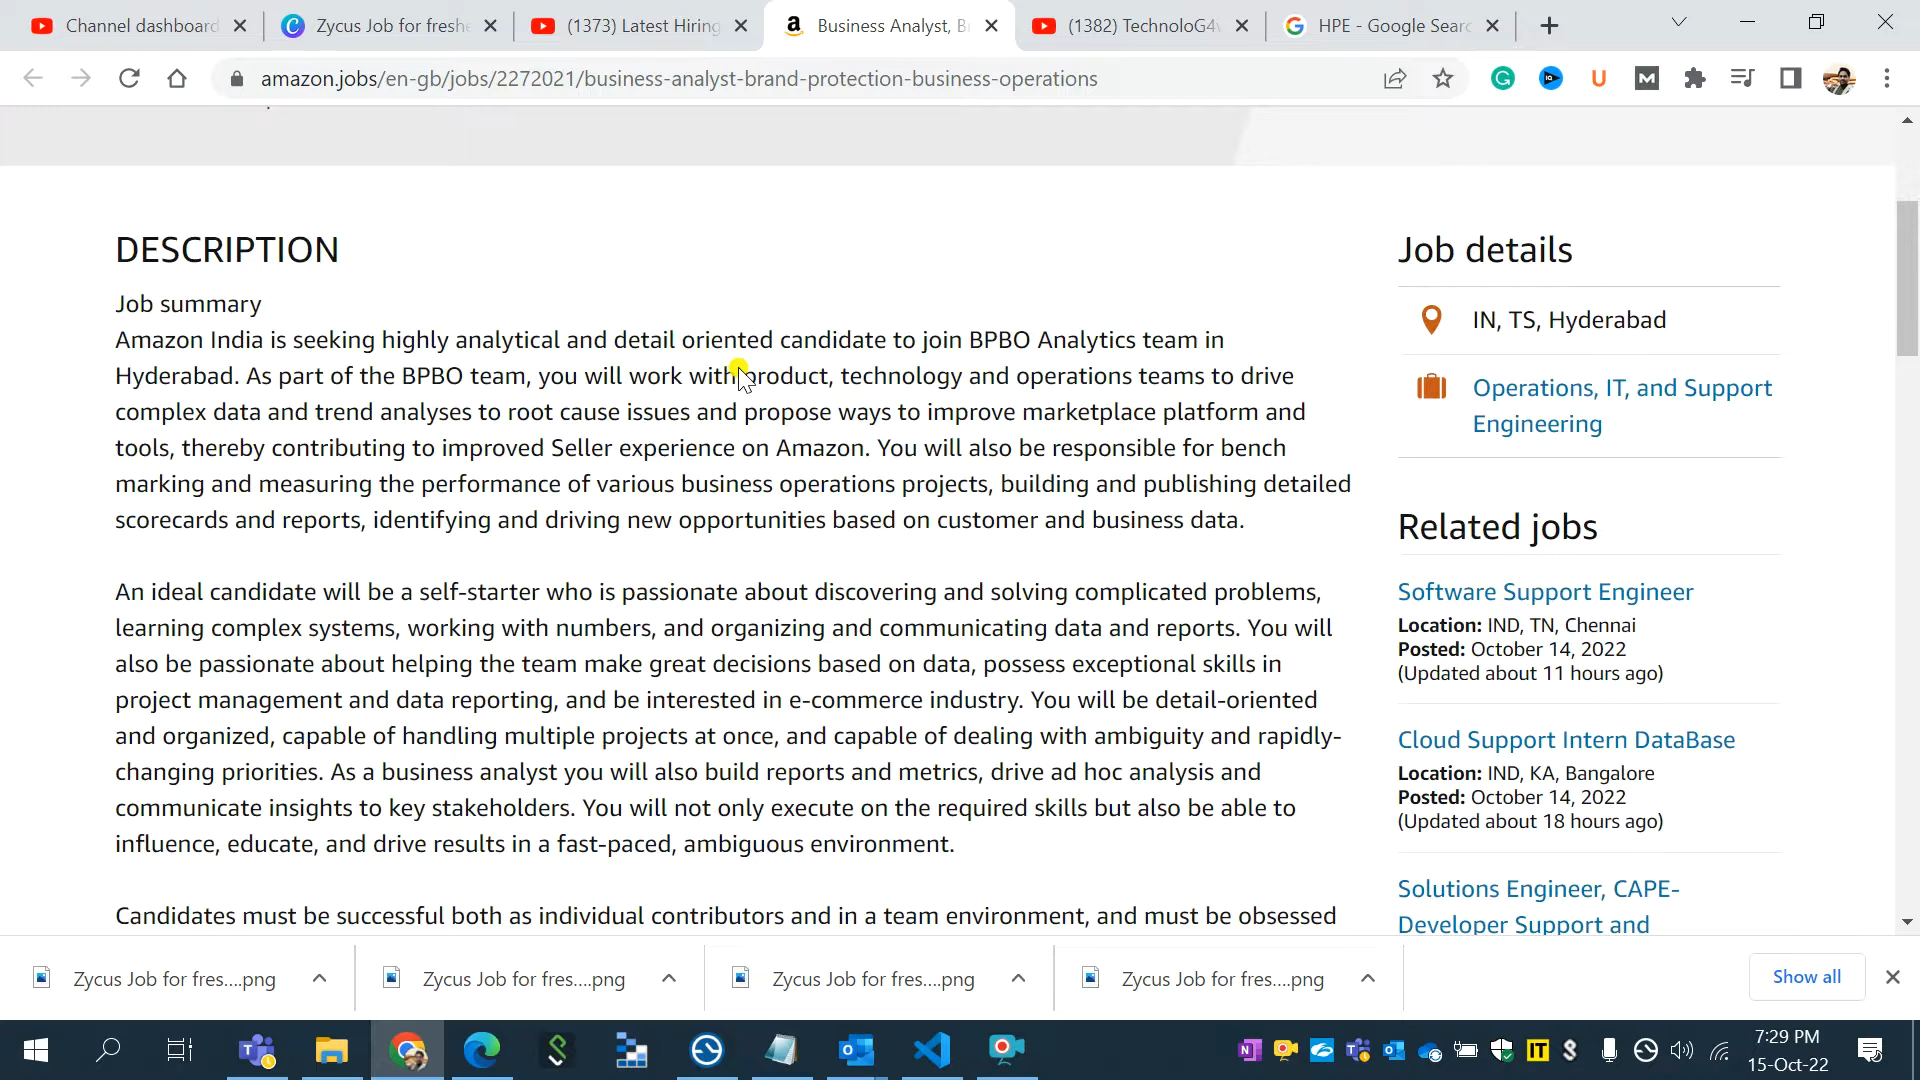 Channel dashboard
Zycus Job for freshe
(1373) Latest Hiring
Business Analyst, B
(1382) TechnoloG4
HPE - Google Searc
amazon.jobs/en-gb/jobs/2272021/business-analyst-brand-protection-business-operations
DESCRIPTION
Job summary
Amazon India is seeking highly analytical and detail oriented candidate to join BPBO Analytics team in
Hyderabad. As part of the BPBO team, you will work with product, technology and operations teams to drive
complex data and trend analyses to root cause issues and propose ways to improve marketplace platform and
tools, thereby contributing to improved Seller experience on Amazon. You will also be responsible for bench
marking and measuring the performance of various business operations projects, building and publishing detailed
scorecards and reports, identifying and driving new opportunities based on customer and business data.
An ideal candidate will be a self-starter who is passionate about discovering and solving complicated problems,
learning complex systems, working with numbers, and organizing and communicating data and reports. You will
also be passionate about helping the team make great decisions based on data, possess exceptional skills in
project management and data reporting, and be interested in e-commerce industry. You will be detail-oriented
and organized, capable of handling multiple projects at once, and capable of dealing with ambiguity and rapidly-
changing priorities. As a business analyst you will also build reports and metrics, drive ad hoc analysis and
communicate insights to key stakeholders. You will not only execute on the required skills but also be able to
influence, educate, and drive results in a fast-paced, ambiguous environment.
Candidates must be successful both as individual contributors and in a team environment, and must be obsessed
Job details
IN, TS, Hyderabad
Operations, IT, and Support
Engineering
Related jobs
Software Support Engineer
Location: IND, TN, Chennai
Posted: October 14, 2022
(Updated about 11 hours ago)
Cloud Support Intern DataBase
Location: IND, KA, Bangalore
Posted: October 14, 2022
(Updated about 18 hours ago)
Solutions Engineer, CAPE-
Developer Support and
Zycus Job for fres....png
Zycus Job for fres....png
Zycus Job for fres....png
Zycus Job for fres....png
Show all
7:29 PM
15-Oct-22